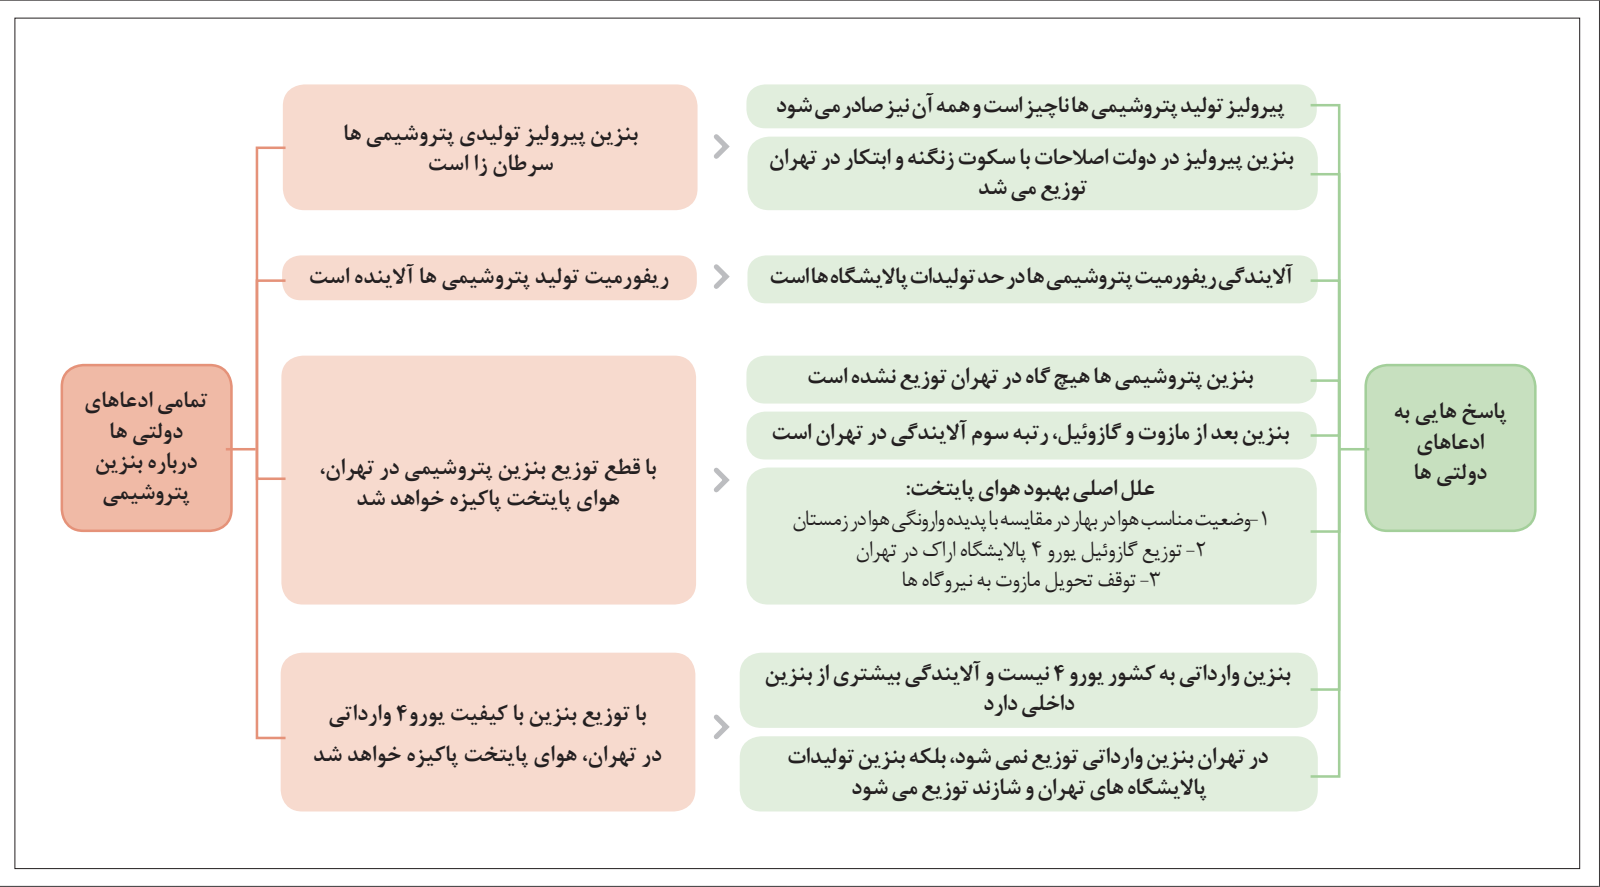 پاسخ هایی به
ادعاهای
دولتی ها
پیرولیز تولید پتروشیمی ها ناچیز است و همه آن نیز صادر می شود
بنزین پیرولیز در دولت اصلاحات با سکوت زنگنه و ابتکار در تهران
توزیع می شد
آلایندگی ریفورمیت پتروشیمی ها در حد تولیدات پالایشگاه ها است
بنزین پتروشیمی ها هیچ گاه در تهران توزیع نشده است
بنزین بعد از مازوت و گازوئیل، رتبه سوم آلایندگی در تهران است
علل اصلی بهبود هوای پایتخت:
۱-وضعیت مناسب هوا در بهار در مقایسه با پدیده وارونگی هوا در زمستان
۲- توزیع گازوئیل یورو ۴ پالایشگاه اراک در تهران
۳- توقف تحویل مازوت به نیروگاه ها
بنزین وارداتی به کشور یورو ۴ نیست و آلایندگی بیشتری از بنزین
داخلی دارد
در تهران بنزین وارداتی توزیع نمی شود، بلکه بنزین تولیدات
پالایشگاه های تهران و شازند توزیع می شود
بنزین پیرولیز تولیدی پتروشیمی ها
سرطان زا است
ریفورمیت تولید پتروشیمی ها آلاینده است
با قطع توزیع بنزین پتروشیمی در تهران،
هوای پایتخت پاکیزه خواهد شد
با توزیع بنزین با کیفیت یورو۴ وارداتی
در تهران، هوای پایتخت پاکیزه خواهد شد
تمامی ادعاهای
دولتی ها
درباره بنزین
پتروشیمی